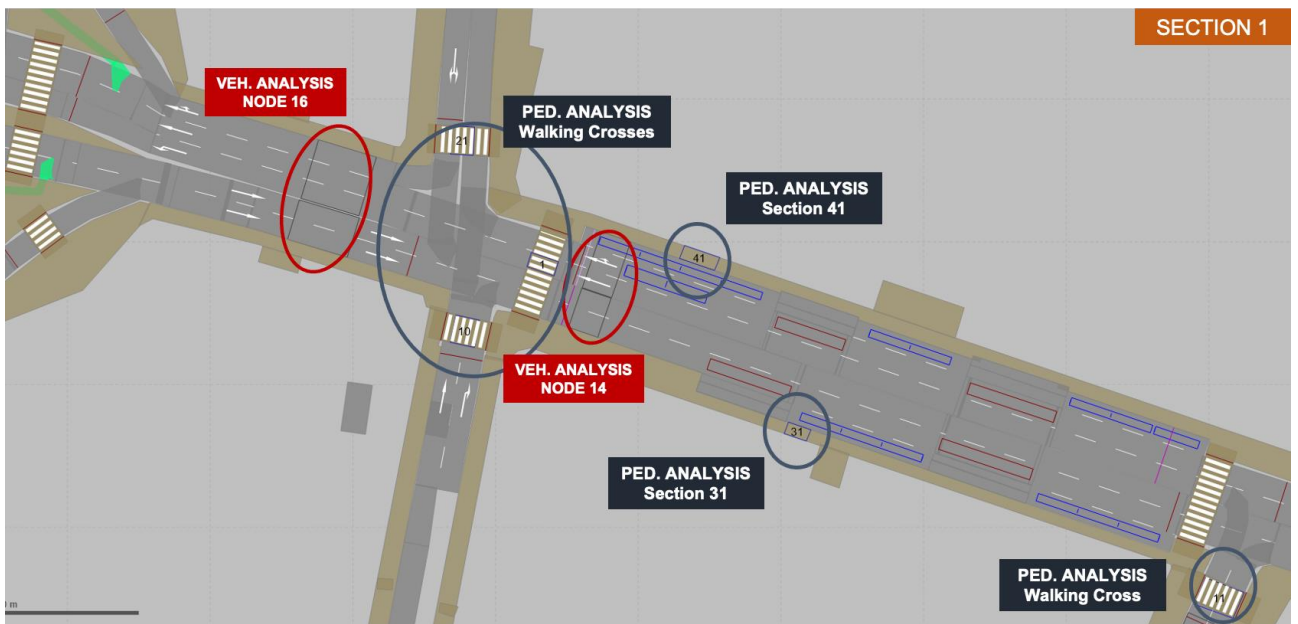 SECTION 1
VEH. ANALYSIS
NODE 16
PED. ANALYSIS
Walking Crosses
21
PED. ANALYSIS
Section 41
41
1
10
VEH. ANALYSIS
NODE 14
31
PED. ANALYSIS
Section 31
PED. ANALYSIS
Walking Cross
11
m